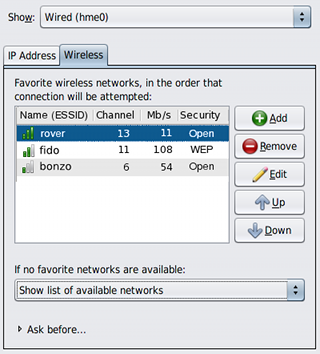 Show: Wired (hme0)
IP Address Wireless
Favorite wireless networks, in the order that
connection will be attempted:
Name (ESSID) Channel Mb/s Security
rover 13 11 Open
fido 11 108 WEP
bonzo 6 54 Open
Add
Remove
Edit
Up
Down
If no favorite networks are available:
Show list of available networks
Ask before...